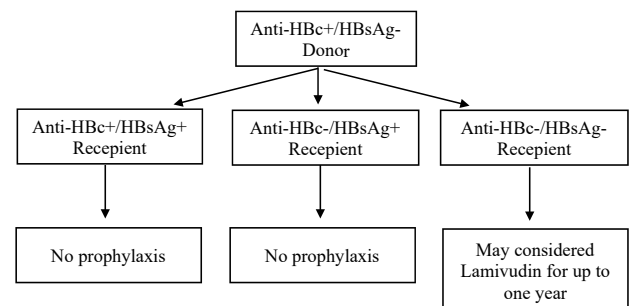 Anti-HBc+/HBsAg-
Donor
Anti-HBc+/HBsAg+
Recepient
Anti-HBc-/HBsAg+
Recepient
Anti-HBc-/HBsAg-
Recepient
No prophylaxis
No prophylaxis
May considered
Lamivudin for up to
one year